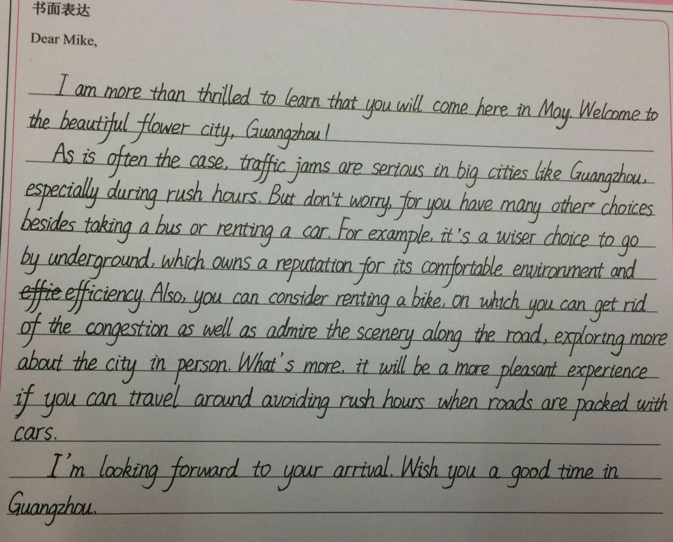 书面表达
Dear Mike,
I am more than thrilled to learn that you will come here in May. Welcome to
the beautiful flower city, Guangzhou!
As is often the case, traffic jams are serious in big cities like Guangzhou,
especially during rush hours. But don't worry, for you have many other choices
besides taking a bus or renting a car. For example, it's a wiser choice to go
by underground, which owns a reputation for its comfortable environment and
effie efficiency. Also, you can consider renting a bike, on which you can get rid
of the congestion as well as admire the scenery along the road, exploring more
about the city in person. What's more, it will be a more pleasant experience
if you can travel around avoiding rush hours when roads are packed with
cars.
I'm looking forward to your arrival. Wish you a good time in
Guangzhou.